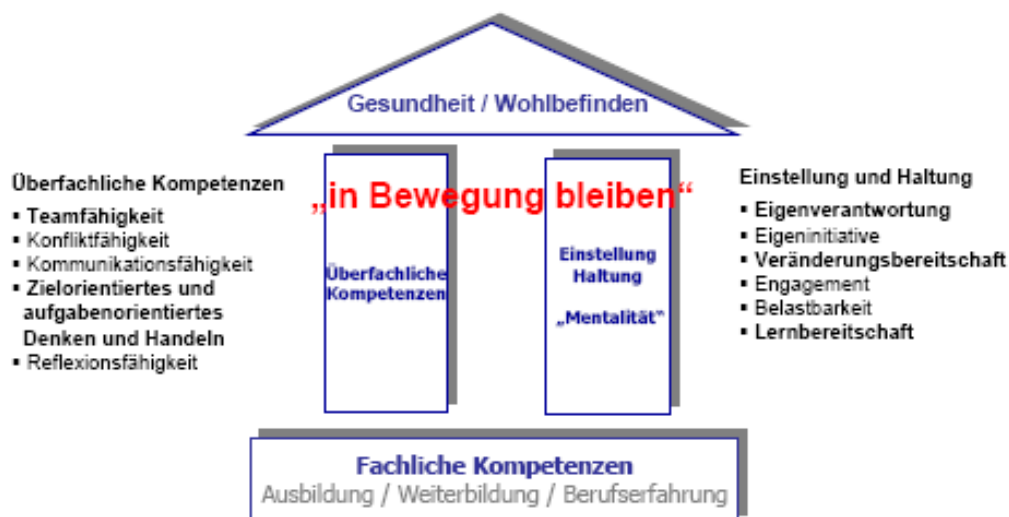 Gesundheit / Wohlbefinden
„in Bewegung bleiben“
Überfachliche Kompetenzen
▪ Teamfähigkeit
▪ Konfliktfähigkeit
▪ Kommunikationsfähigkeit
▪ Zielorientiertes und
aufgabenorientiertes
Denken und Handeln
▪ Reflexionsfähigkeit
Überfachliche
Kompetenzen
Einstellung
Haltung
„Mentalität“
Einstellung und Haltung
▪ Eigenverantwortung
▪ Eigeninitiative
▪ Veränderungsbereitschaft
▪ Engagement
▪ Belastbarkeit
▪ Lernbereitschaft
Fachliche Kompetenzen
Ausbildung / Weiterbildung / Berufserfahrung